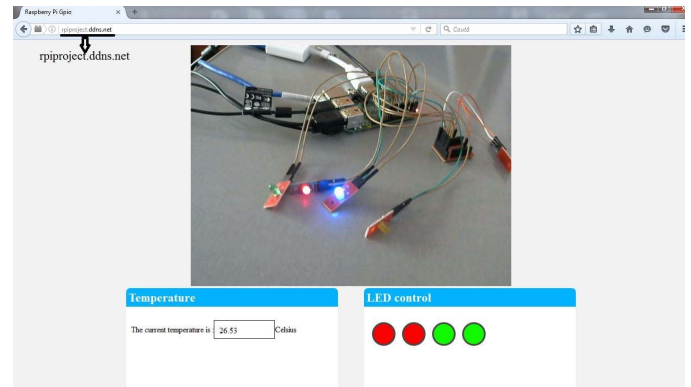 Raspberry Pi Gpio
rpiproject.ddns.net
rpiproject.ddns.net
Temperature
LED control
The current temperature is : 26.53 Celsius